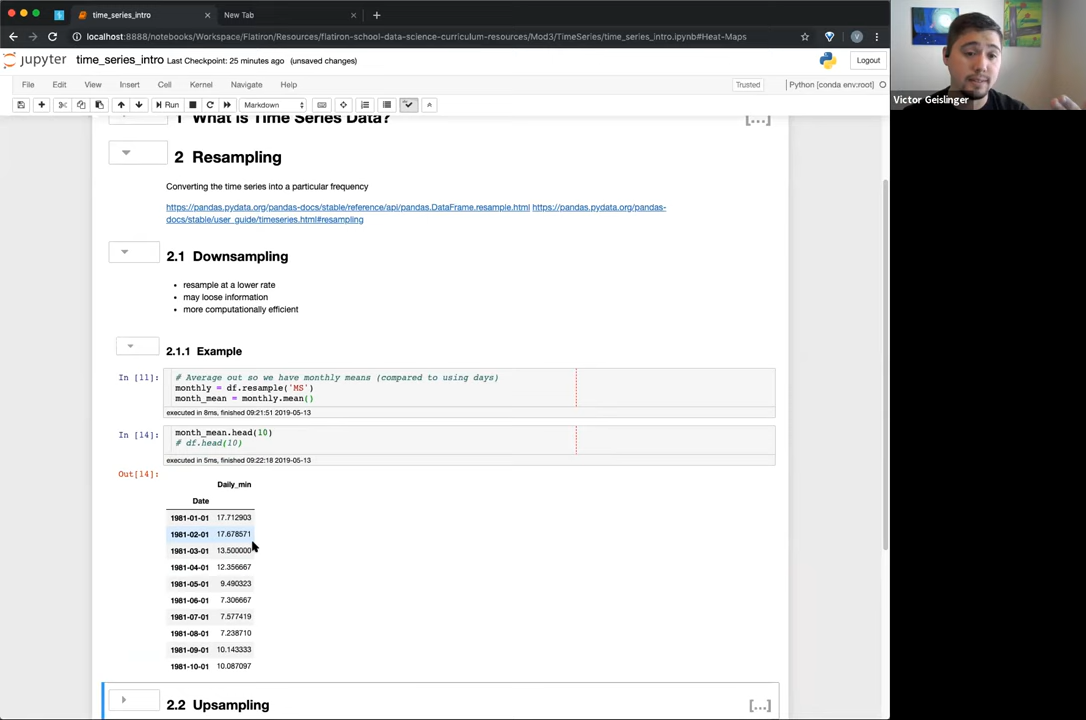 time_series_intro
New Tab
localhost:8888/notebooks/Workspace/Flatiron/Resources/flatiron-school-data-science-curriculum-resources/Mod3/TimeSeries/time_series_intro.ipynb#Heat-Maps
V
jupyter time_series_intro Last Checkpoint: 25 minutes ago (unsaved changes)
Logout
File Edit View Insert Cell Kernel Navigate Help
Trusted
Python [conda env:root]
Run
Markdown
Victor Geislinger
1 What is Time Series Data?
[...]
2 Resampling
Converting the time series into a particular frequency
https://pandas.pydata.org/pandas-docs/stable/reference/api/pandas.DataFrame.resample.html https://pandas.pydata.org/pandas-
docs/stable/user_guide/timeseries.html#resampling
2.1 Downsampling
• resample at a lower rate
• may loose information
• more computationally efficient
2.1.1 Example
In [11]:
# Average out so we have monthly means (compared to using days)
monthly = df.resample('MS')
month_mean = monthly.mean()
executed in 8ms, finished 09:21:51 2019-05-13
In [14]:
month_mean.head(10)
# df.head(10)
executed in 5ms, finished 09:22:18 2019-05-13
Out[14]:
Daily_min
Date
1981-01-01 17.712903
1981-02-01 17.678571
1981-03-01 13.500000
1981-04-01 12.356667
1981-05-01 9.490323
1981-06-01 7.306667
1981-07-01 7.577419
1981-08-01 7.238710
1981-09-01 10.143333
1981-10-01 10.087097
2.2 Upsampling
[...]